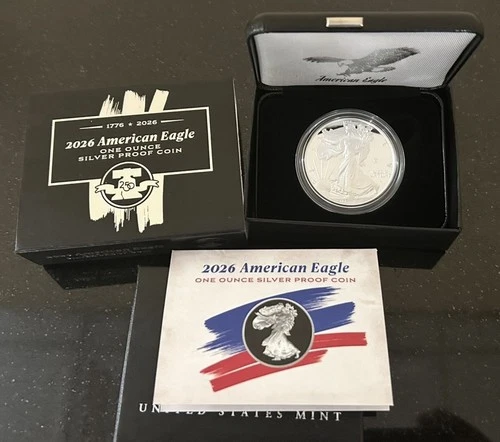 1776 ★ 2026
2026 American Eagle
ONE OUNCE
SILVER PROOF COIN
250
American Eagle
2026 American Eagle
ONE OUNCE SILVER PROOF COIN
UNITED STATES MINT